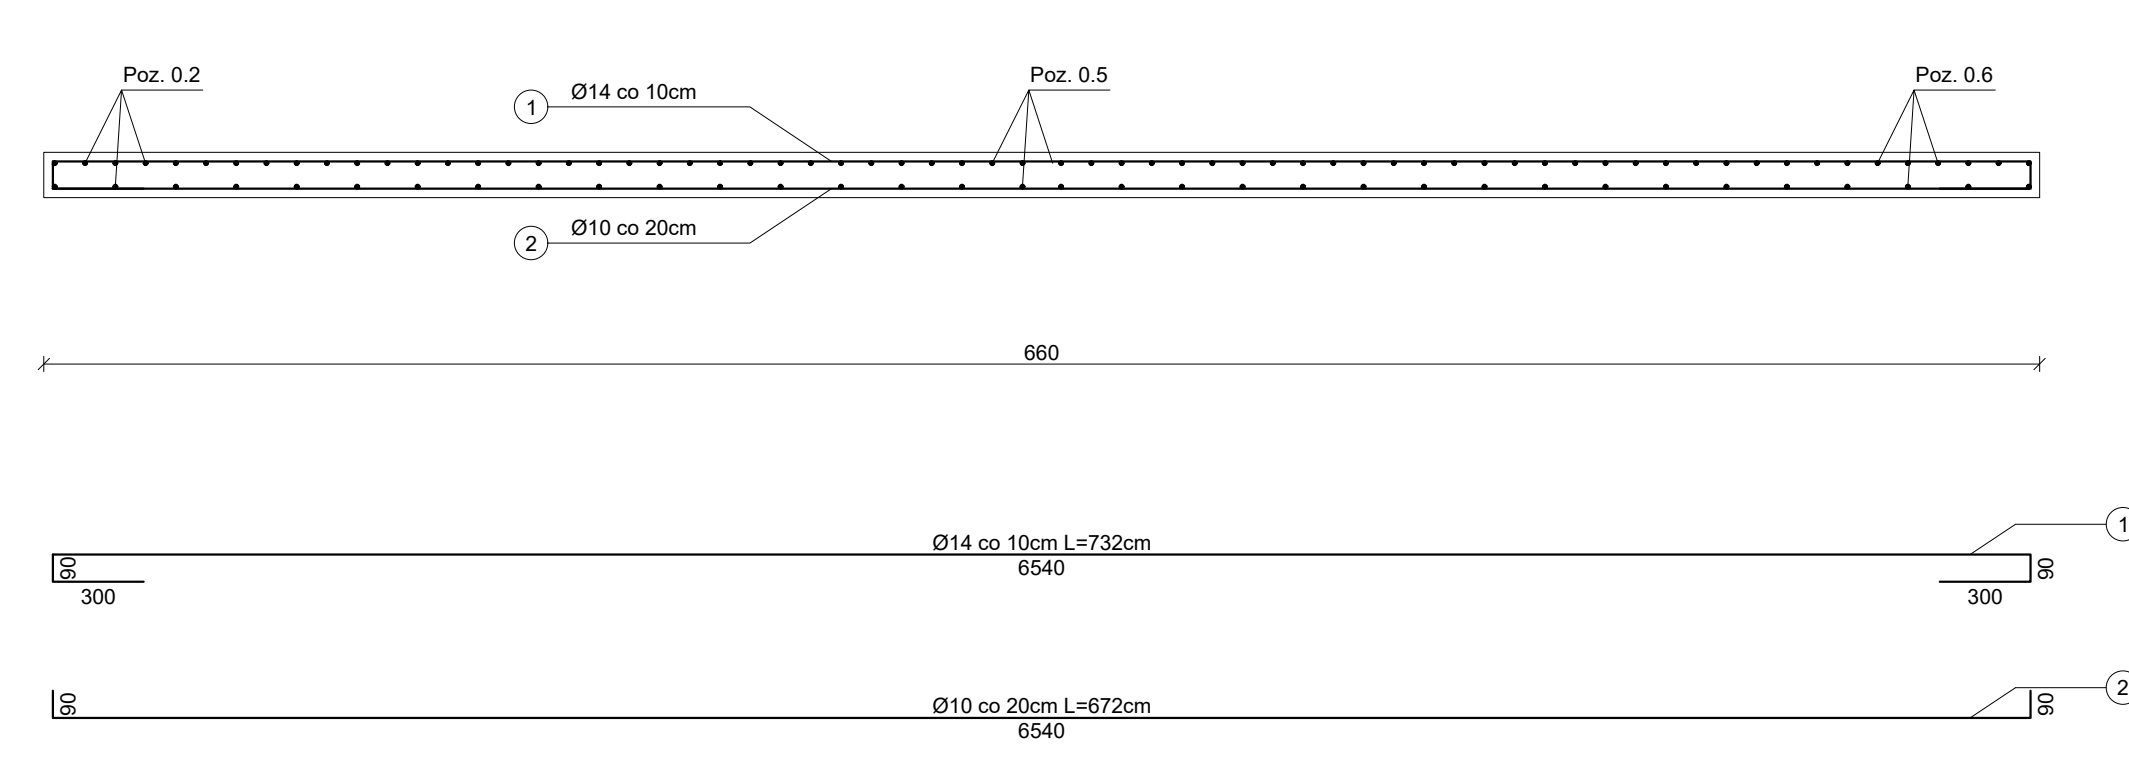 Poz. 0.2
Poz. 0.5
Poz. 0.6
1
Ø14 co 10cm
2
Ø10 co 20cm
660
1
Ø14 co 10cm L=732cm
6540
90
300
90
300
2
Ø10 co 20cm L=672cm
6540
90
90